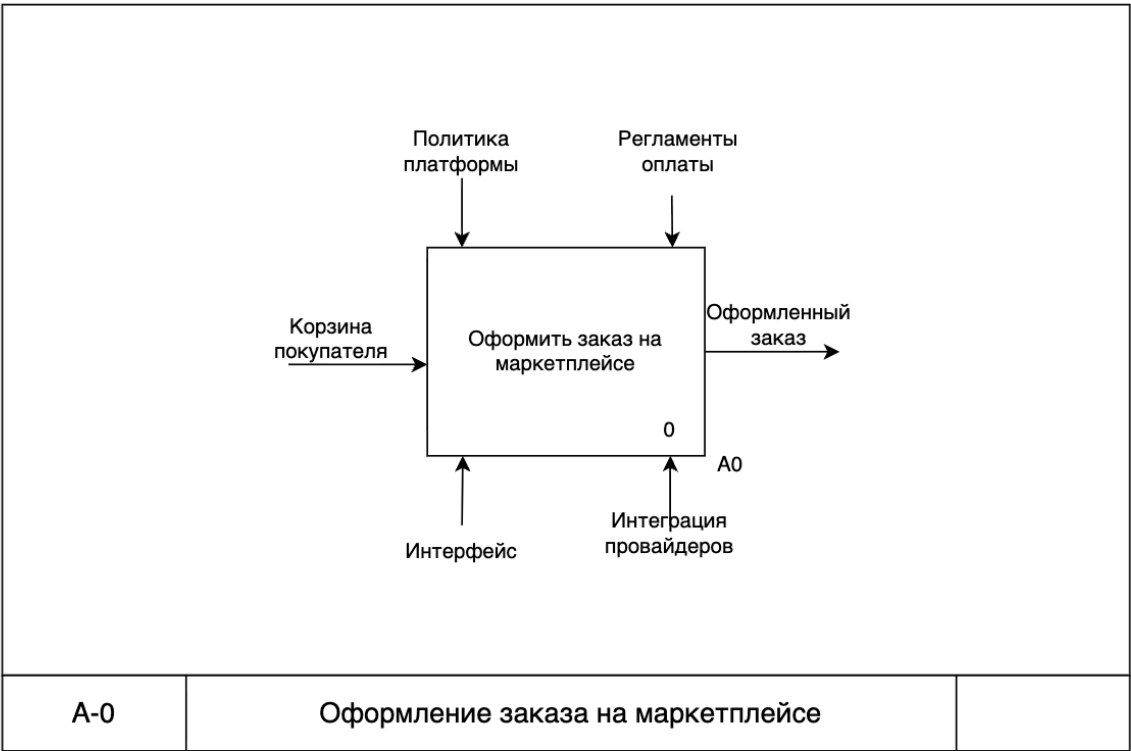 Политика
платформы
Регламенты
оплаты
Корзина
покупателя
Оформить заказ на
маркетплейсе
Оформленный
заказ
0
A0
Интерфейс
Интеграция
провайдеров
A-0
Оформление заказа на маркетплейсе